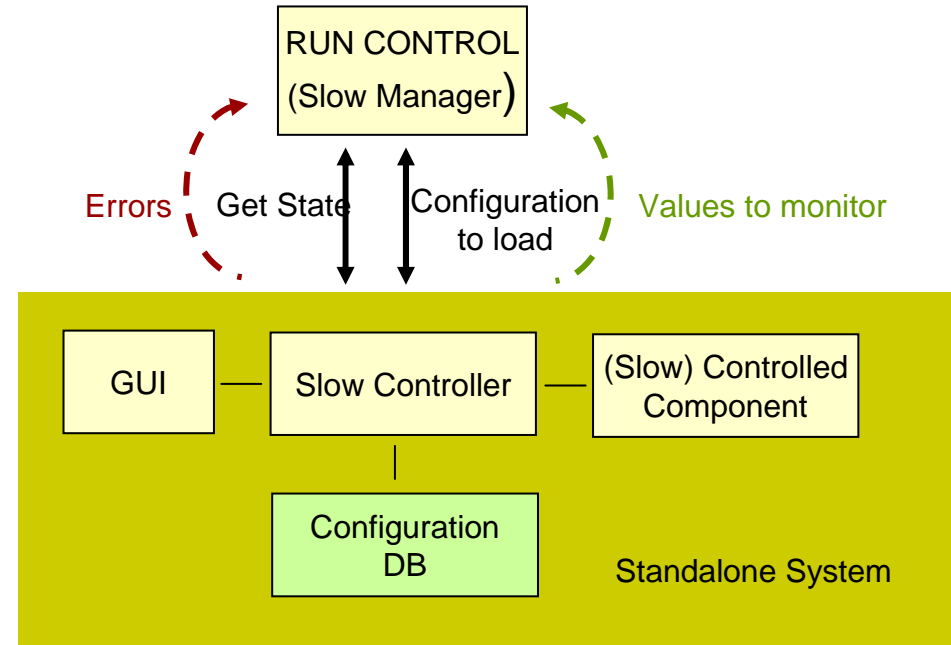 RUN CONTROL
(Slow Manager)
Errors
Get State
Configuration
to load
Values to monitor
GUI
Slow Controller
(Slow) Controlled
Component
Configuration
DB
Standalone System